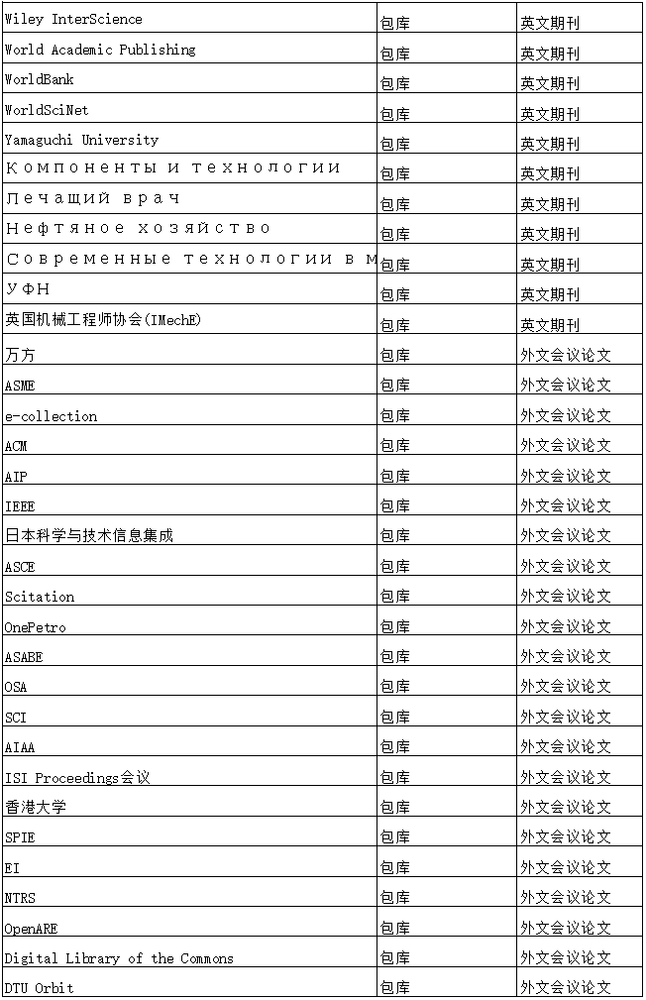 Wiley InterScience 包库 英文期刊
World Academic Publishing 包库 英文期刊
WorldBank 包库 英文期刊
WorldSciNet 包库 英文期刊
Yamaguchi University 包库 英文期刊
Компоненты и технологии 包库 英文期刊
Лечащий врач 包库 英文期刊
Нефтяное хозяйство 包库 英文期刊
Современные технологии в м 包库 英文期刊
УФН 包库 英文期刊
英国机械工程师协会(IMechE) 包库 英文期刊
万方 包库 外文会议论文
ASME 包库 外文会议论文
e-collection 包库 外文会议论文
ACM 包库 外文会议论文
AIP 包库 外文会议论文
IEEE 包库 外文会议论文
日本科学与技术信息集成 包库 外文会议论文
ASCE 包库 外文会议论文
Scitation 包库 外文会议论文
OnePetro 包库 外文会议论文
ASABE 包库 外文会议论文
OSA 包库 外文会议论文
SCI 包库 外文会议论文
AIAA 包库 外文会议论文
ISI Proceedings会议 包库 外文会议论文
香港大学 包库 外文会议论文
SPIE 包库 外文会议论文
EI 包库 外文会议论文
NTRS 包库 外文会议论文
OpenARE 包库 外文会议论文
Digital Library of the Commons 包库 外文会议论文
DTU Orbit 包库 外文会议论文